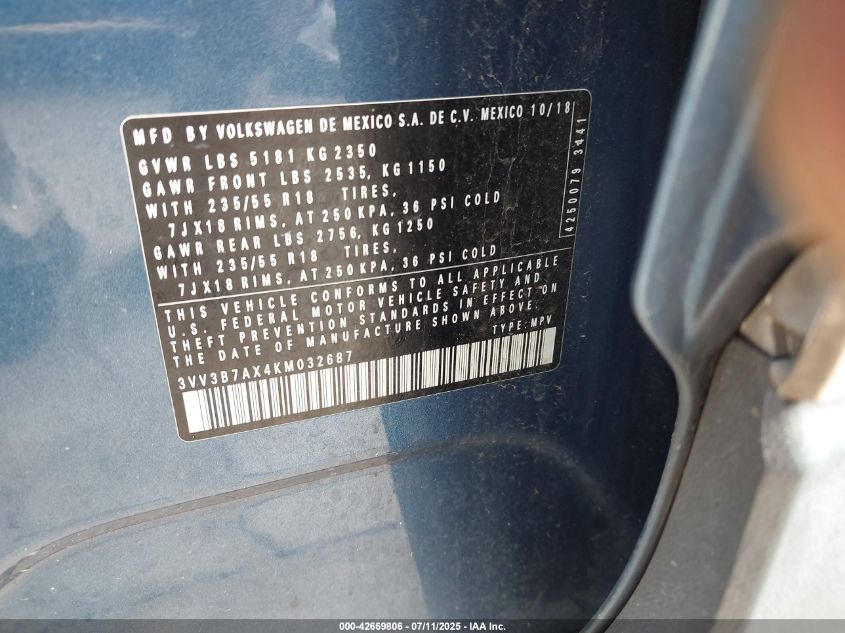 MFD BY VOLKSWAGEN DE MEXICO S.A. DE C.V. MEXICO 10/18
GVWR LBS 5181 KG 2350
GAWR FRONT LBS 2535, KG 1150
WITH 235/55 R18 TIRES,
7JX18 RIMS, AT 250 KPA, 36 PSI COLD
GAWR REAR LBS 2756, KG 1250
WITH 235/55 R18 TIRES,
7JX18 RIMS, AT 250 KPA, 36 PSI COLD
THIS VEHICLE CONFORMS TO ALL APPLICABLE
U.S. FEDERAL MOTOR VEHICLE SAFETY AND
THEFT PREVENTION STANDARDS IN EFFECT ON
THE DATE OF MANUFACTURE SHOWN ABOVE.
TYPE: MPV
3VV3B7AX4KM032687
4250079 3441
000-42669806 - 07/11/2025 - IAA Inc.